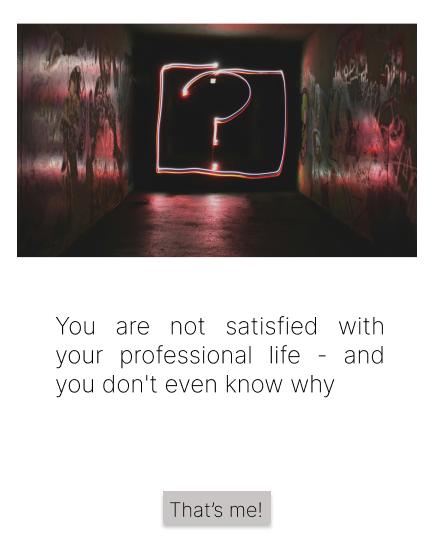 ?
You are not satisfied with
your professional life - and
you don't even know why
That’s me!